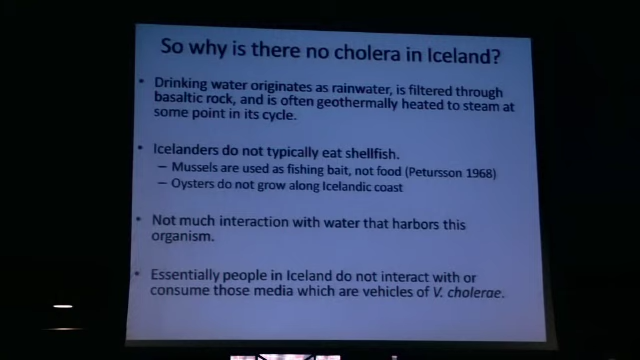 So why is there no cholera in Iceland?
• Drinking water originates as rainwater, is filtered through
basaltic rock, and is often geothermally heated to steam at
some point in its cycle.
• Icelanders do not typically eat shellfish.
– Mussels are used as fishing bait, not food (Petursson 1968)
– Oysters do not grow along Icelandic coast
• Not much interaction with water that harbors this
organism.
• Essentially people in Iceland do not interact with or
consume those media which are vehicles of V. cholerae.